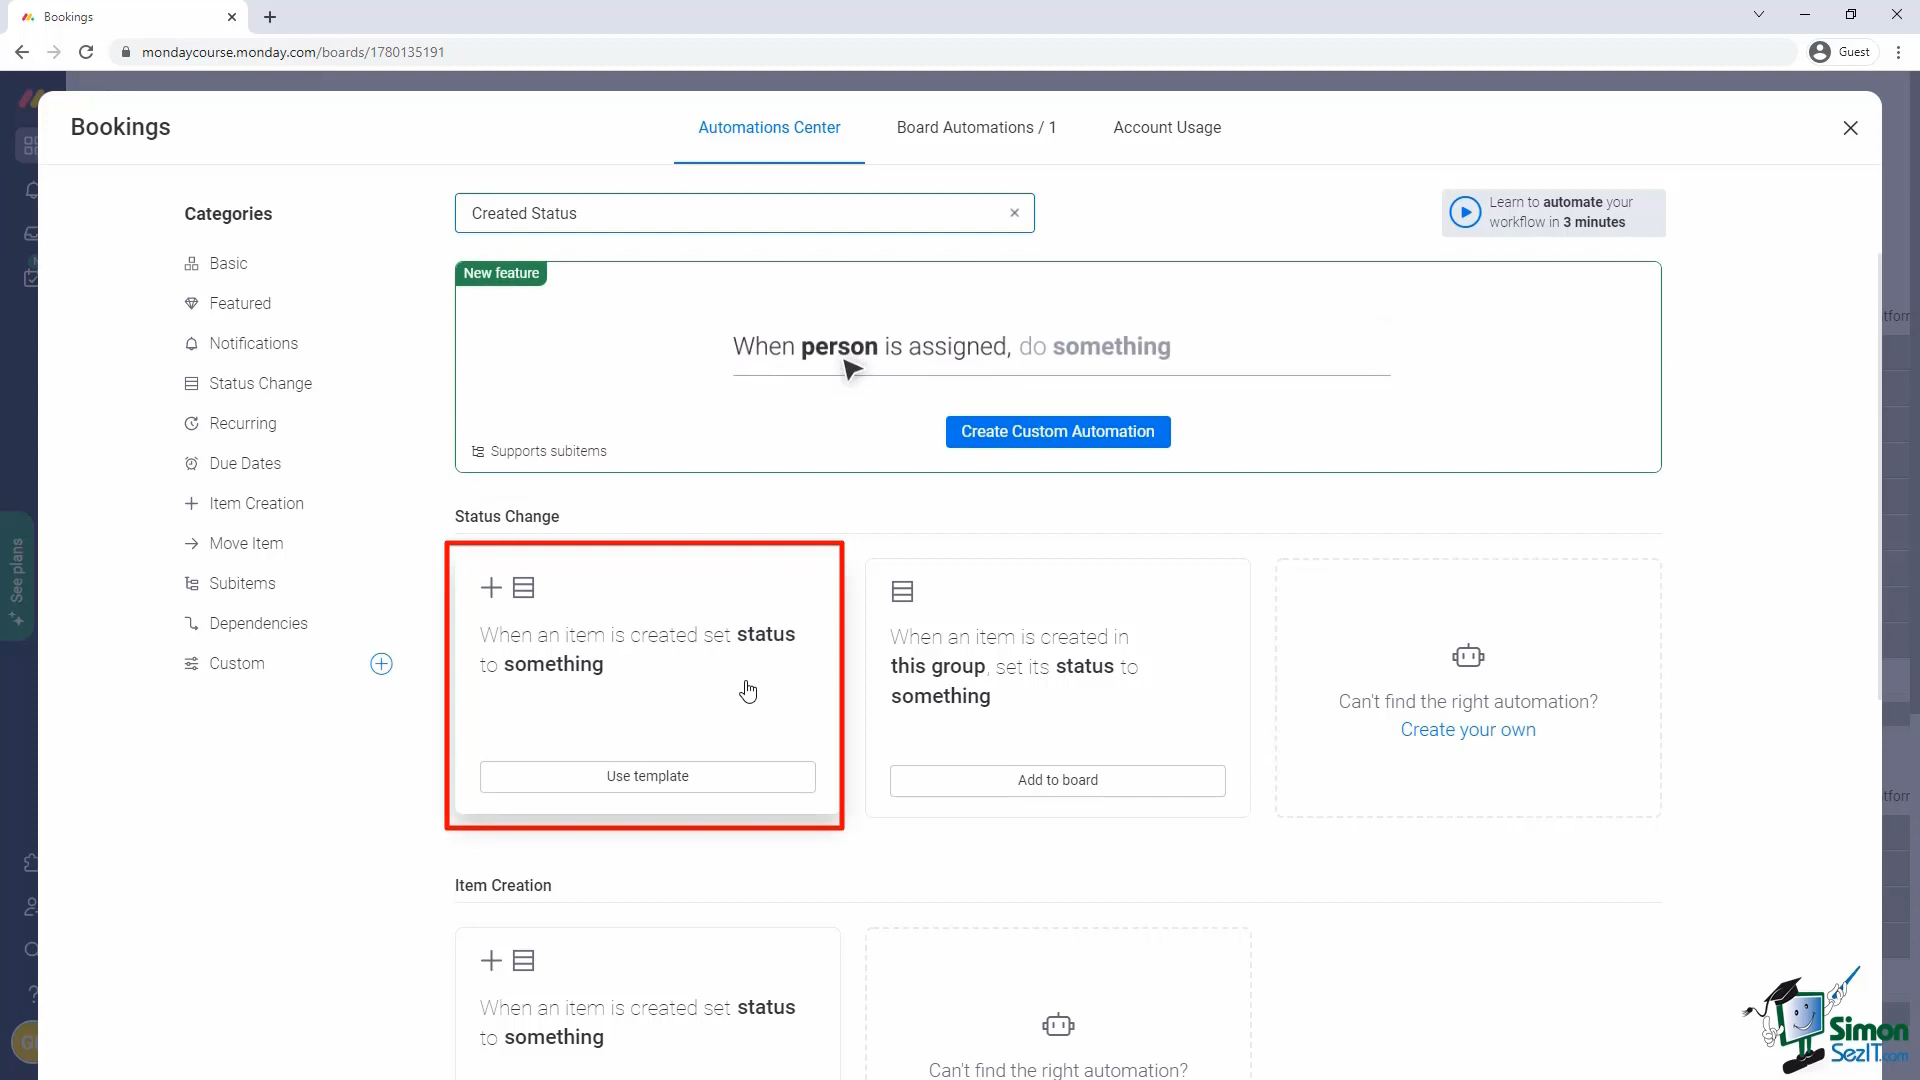 Bookings
mondaycourse.monday.com/boards/1780135191
Guest
Bookings
Automations Center
Board Automations / 1
Account Usage
Categories
Basic
Featured
Notifications
Status Change
Recurring
Due Dates
Item Creation
Move Item
Subitems
Dependencies
Custom
See plans
Created Status
Learn to automate your
workflow in 3 minutes
New feature
When person is assigned, do something
Create Custom Automation
Supports subitems
Status Change
When an item is created set status
to something
Use template
When an item is created in
this group, set its status to
something
Add to board
Can't find the right automation?
Create your own
Item Creation
When an item is created set status
to something
Can't find the right automation?
Simon
SezIT.com